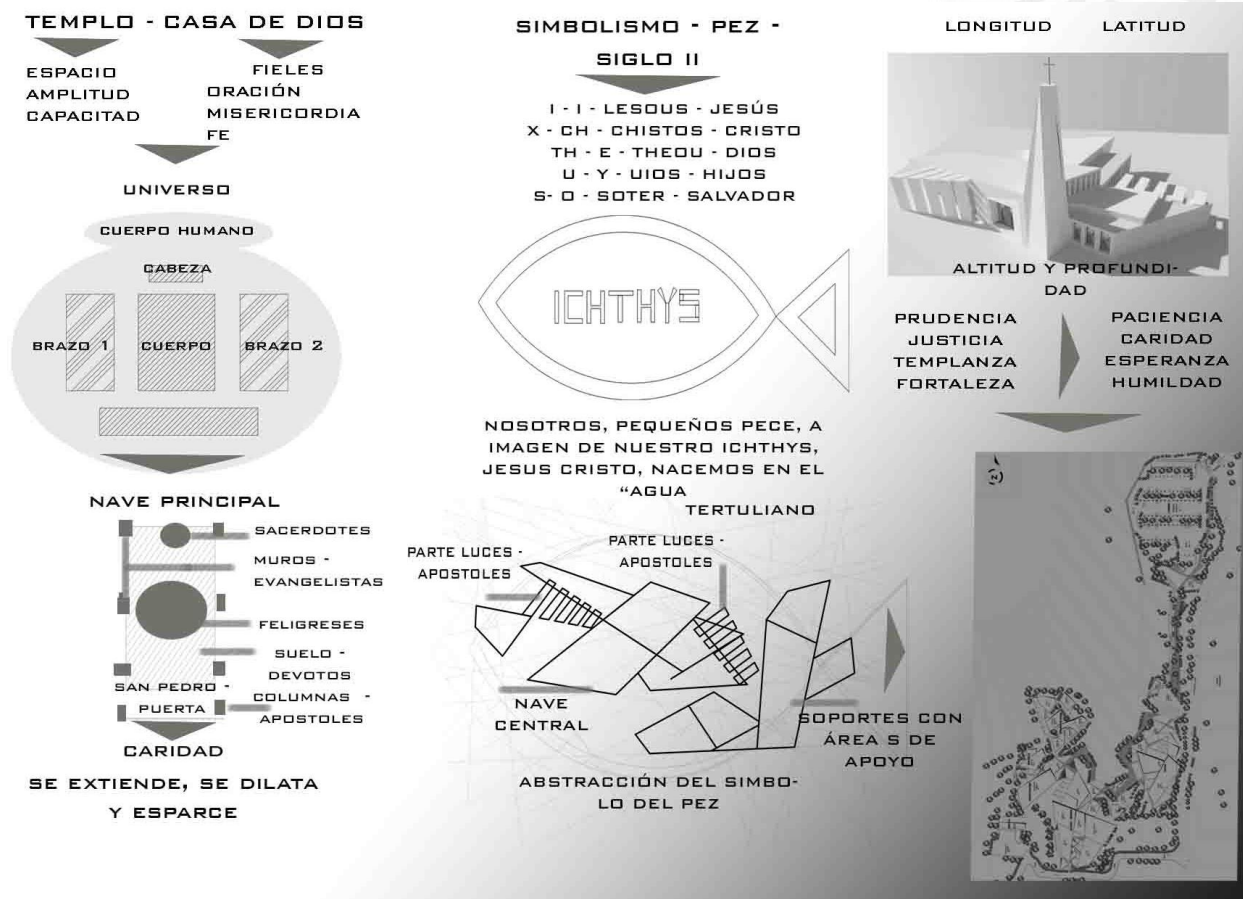 TEMPLO - CASA DE DIOS
ESPACIO
AMPLITUD
CAPACITAD
FIELES
ORACIÓN
MISERICORDIA
FE
UNIVERSO
CUERPO HUMANO
CABEZA
BRAZO 1
CUERPO
BRAZO 2
NAVE PRINCIPAL
SACERDOTES
MUROS -
EVANGELISTAS
FELIGRESES
SUELO -
DEVOTOS
SAN PEDRO -
PUERTA
COLUMNAS -
APOSTOLES
CARIDAD
SE EXTIENDE, SE DILATA
Y ESPARCE
SIMBOLISMO - PEZ -
SIGLO II
I - I - LESOUS - JESÚS
X - CH - CHISTOS - CRISTO
TH - E - THEOU - DIOS
U - Y - UIOS - HIJOS
S- O - SOTER - SALVADOR
ICHTHYS
NOSOTROS, PEQUEÑOS PECE, A
IMAGEN DE NUESTRO ICHTHYS,
JESUS CRISTO, NACEMOS EN EL
“AGUA
TERTULIANO
PARTE LUCES -
APOSTOLES
PARTE LUCES -
APOSTOLES
NAVE
CENTRAL
SOPORTES CON
ÁREA S DE
APOYO
ABSTRACCIÓN DEL SIMBO-
LO DEL PEZ
LONGITUD
LATITUD
ALTITUD Y PROFUNDI-
DAD
PRUDENCIA
JUSTICIA
TEMPLANZA
FORTALEZA
PACIENCIA
CARIDAD
ESPERANZA
HUMILDAD
N